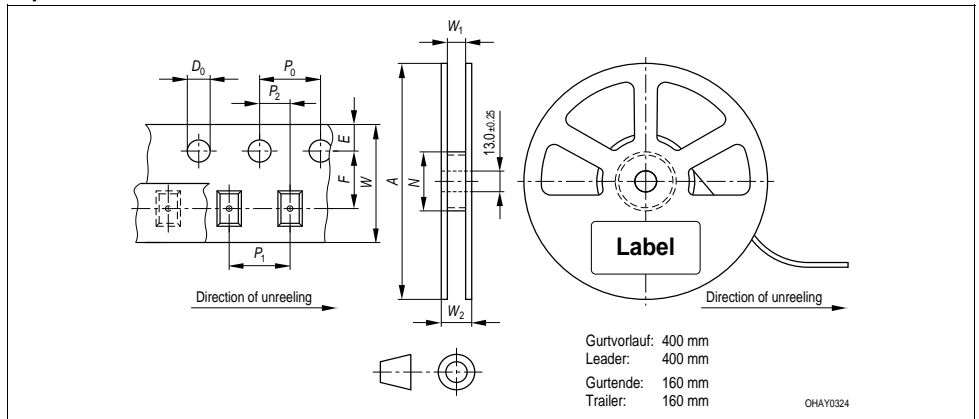 W1
D0
P0
P2
E
F
W
A
N
13.0±0.25
P1
W2
Label
Direction of unreeling
Direction of unreeling
Gurtvorlauf: 400 mm
Leader: 400 mm
Gurtende: 160 mm
Trailer: 160 mm
OHAY0324